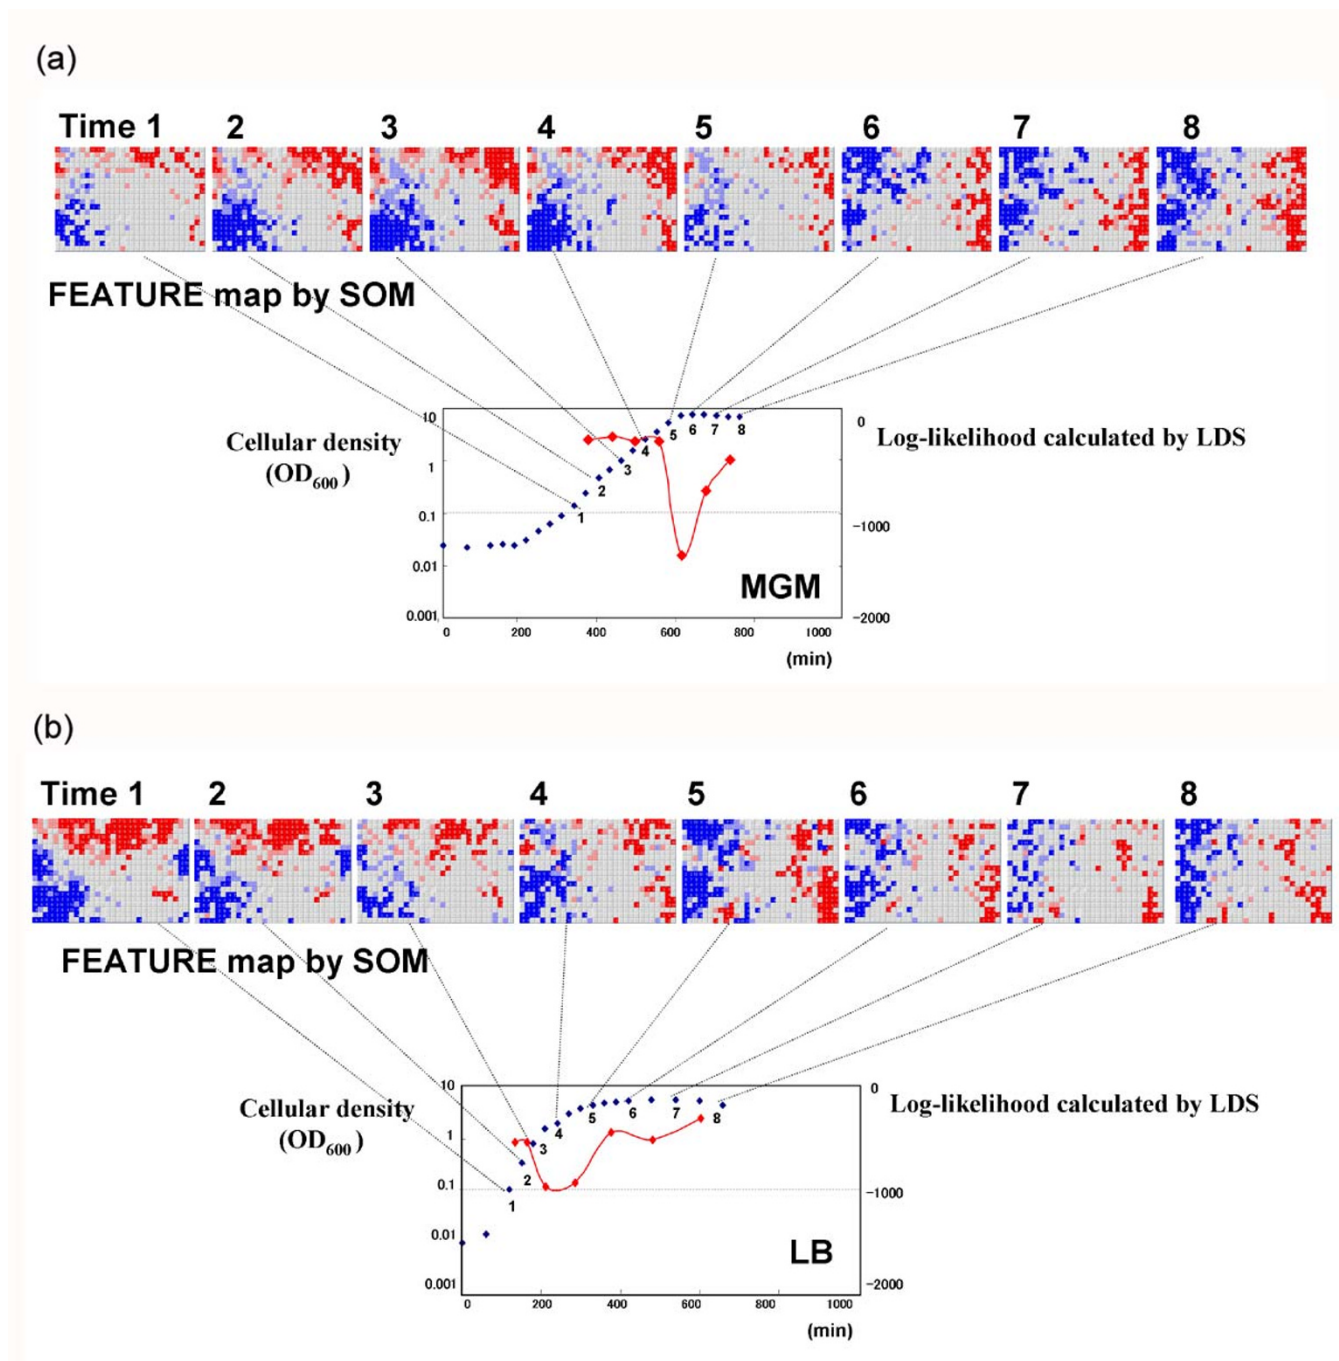 (a)
Time 1 2 3 4 5 6 7 8
FEATURE map by SOM
Cellular density
(OD600)
Log-likelihood calculated by LDS
10
1
0.1
0.01
0.001
0
-1000
-2000
1 2 3 4 5 6 7 8
MGM
0 200 400 600 800 1000
(min)
(b)
Time 1 2 3 4 5 6 7 8
FEATURE map by SOM
Cellular density
(OD600)
Log-likelihood calculated by LDS
10
1
0.1
0.01
0.001
0
-1000
-2000
1 2 3 4 5 6 7 8
LB
0 200 400 600 800 1000
(min)